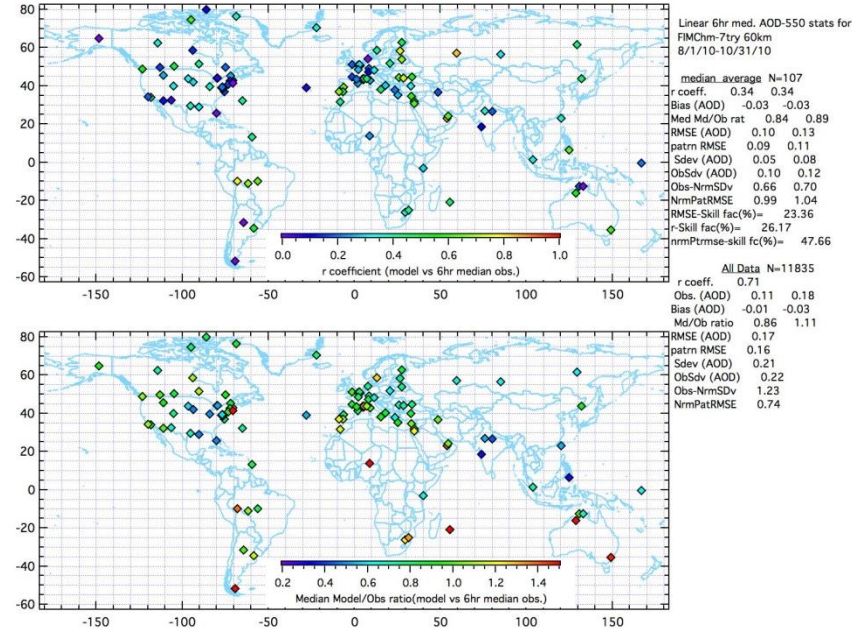 Linear 6hr med. AOD-550 stats for
FIMChm-7try 60km
8/1/10-10/31/10
median average N=107
r coeff. 0.34 0.34
Bias (AOD) -0.03 -0.03
Med Md/Ob rat 0.84 0.89
RMSE (AOD) 0.10 0.13
patrn RMSE 0.09 0.11
Sdev (AOD) 0.05 0.08
ObSdv (AOD) 0.10 0.12
Obs-NrmSDv 0.66 0.70
NrmPatRMSE 0.99 1.04
RMSE-Skill fac(%)= 23.36
r-Skill fac(%)= 26.17
nrmPtrmse-skill fc(%)= 47.66
All Data N=11835
r coeff. 0.71
Obs. (AOD) 0.11 0.18
Bias (AOD) -0.01 -0.03
Md/Ob ratio 0.86 1.11
RMSE (AOD) 0.17
patrn RMSE 0.16
Sdev (AOD) 0.21
ObSdv (AOD) 0.22
Obs-NrmSDv 1.23
NrmPatRMSE 0.74
80
60
40
20
0
-20
-40
-60
0.0 0.2 0.4 0.6 0.8 1.0
r coefficient (model vs 6hr median obs.)
-150 -100 -50 0 50 100 150
80
60
40
20
0
-20
-40
-60
0.2 0.4 0.6 0.8 1.0 1.2 1.4
Median Model/Obs ratio(model vs 6hr median obs.)
-150 -100 -50 0 50 100 150